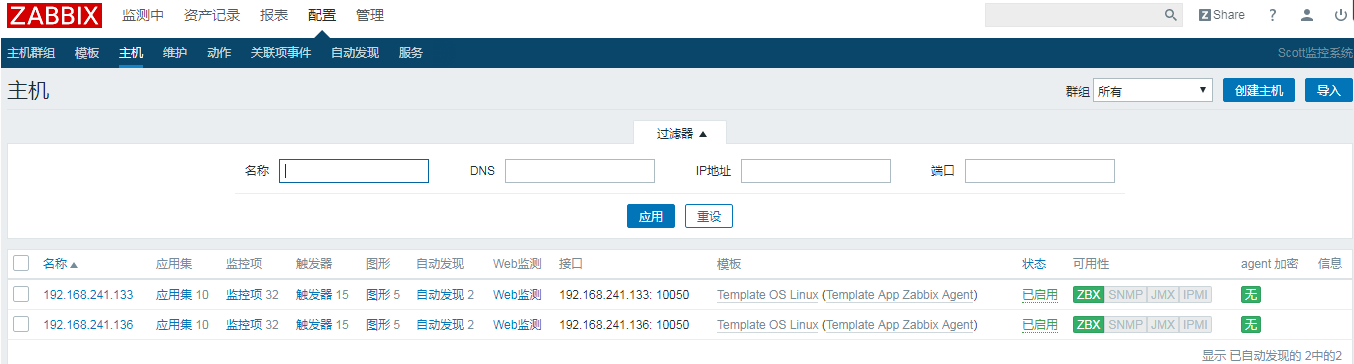 ZABBIX 监测中 资产记录 报表 配置 管理 Z Share ?
主机群组 模板 主机 维护 动作 关联项事件 自动发现 服务 Scott监控系统
主机 群组 所有 创建主机 导入
过滤器
名称 DNS IP地址 端口
应用 重设
名称 应用集 监控项 触发器 图形 自动发现 Web监测 接口 模板 状态 可用性 agent 加密 信息
192.168.241.133 应用集 10 监控项 32 触发器 15 图形 5 自动发现 2 Web监测 192.168.241.133: 10050 Template OS Linux (Template App Zabbix Agent) 已启用 ZBX SNMP JMX IPMI 无
192.168.241.136 应用集 10 监控项 32 触发器 15 图形 5 自动发现 2 Web监测 192.168.241.136: 10050 Template OS Linux (Template App Zabbix Agent) 已启用 ZBX SNMP JMX IPMI 无
显示 已自动发现的 2中的2